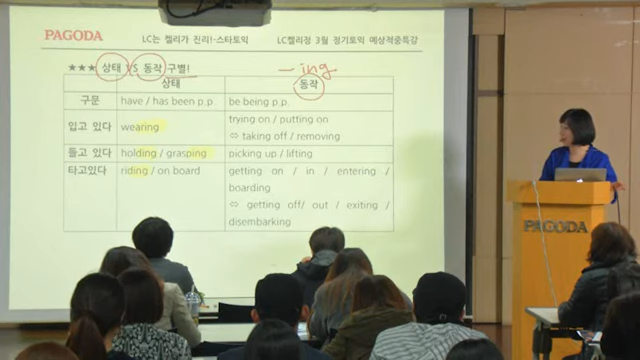 PAGODA LC는 켈리가 진리!-스타토익 LC켈리정 3월 정기토익 예상적중특강
★★★ 상태 VS 동작 구별! -ing
상태 동작
구문 have / has been p.p be being p.p.
입고 있다 wearing trying on / putting on
⇔ taking off / removing
들고 있다 holding / grasping picking up / lifting
타고있다 riding / on board getting on / in / entering /
boarding
⇔ getting off/ out / exiting /
disembarking
PAGODA